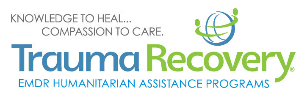 KNOWLEDGE TO HEAL...
COMPASSION TO CARE.
Trauma Recovery®
EMDR HUMANITARIAN ASSISTANCE PROGRAMS